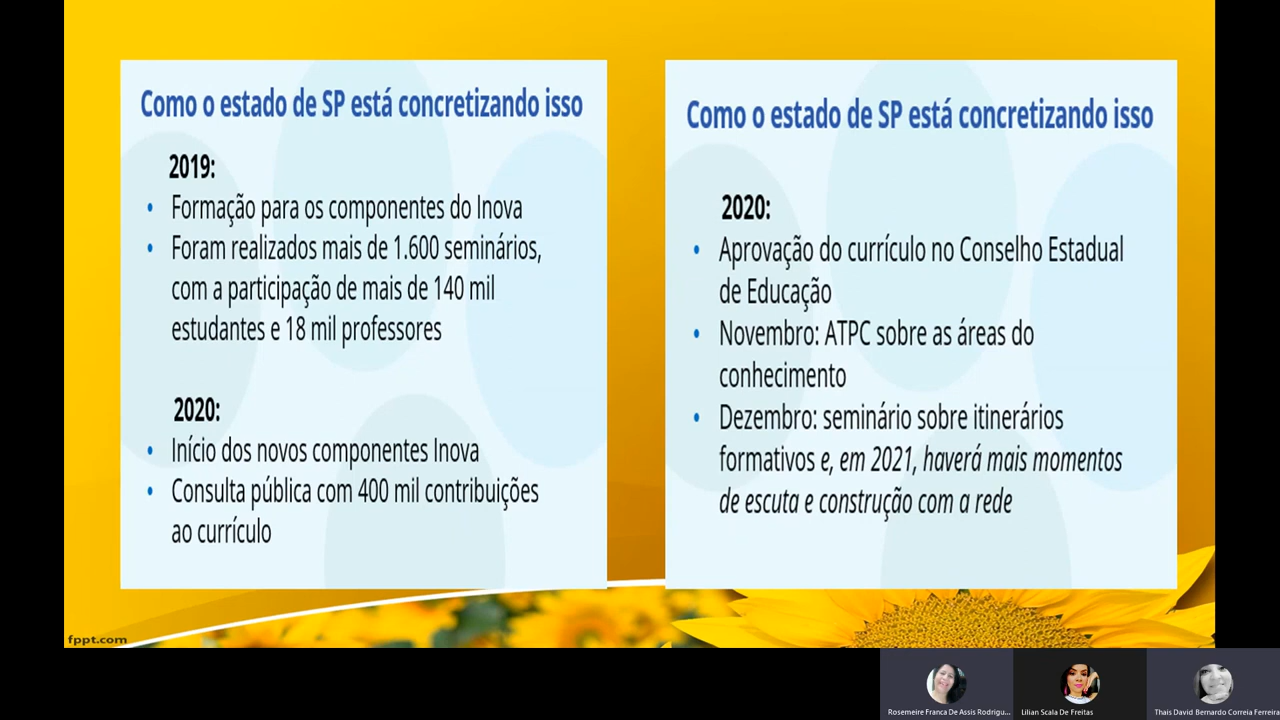 Como o estado de SP está concretizando isso
2019:
• Formação para os componentes do Inova
• Foram realizados mais de 1.600 seminários,
com a participação de mais de 140 mil
estudantes e 18 mil professores
2020:
• Início dos novos componentes Inova
• Consulta pública com 400 mil contribuições
ao currículo
Como o estado de SP está concretizando isso
2020:
• Aprovação do currículo no Conselho Estadual
de Educação
• Novembro: ATPC sobre as áreas do
conhecimento
• Dezembro: seminário sobre itinerários
formativos e, em 2021, haverá mais momentos
de escuta e construção com a rede
fppt.com
Rosemeire Franca De Assis Rodrigu...
Lilian Scala De Freitas
Thais David Bernardo Correia Ferreira